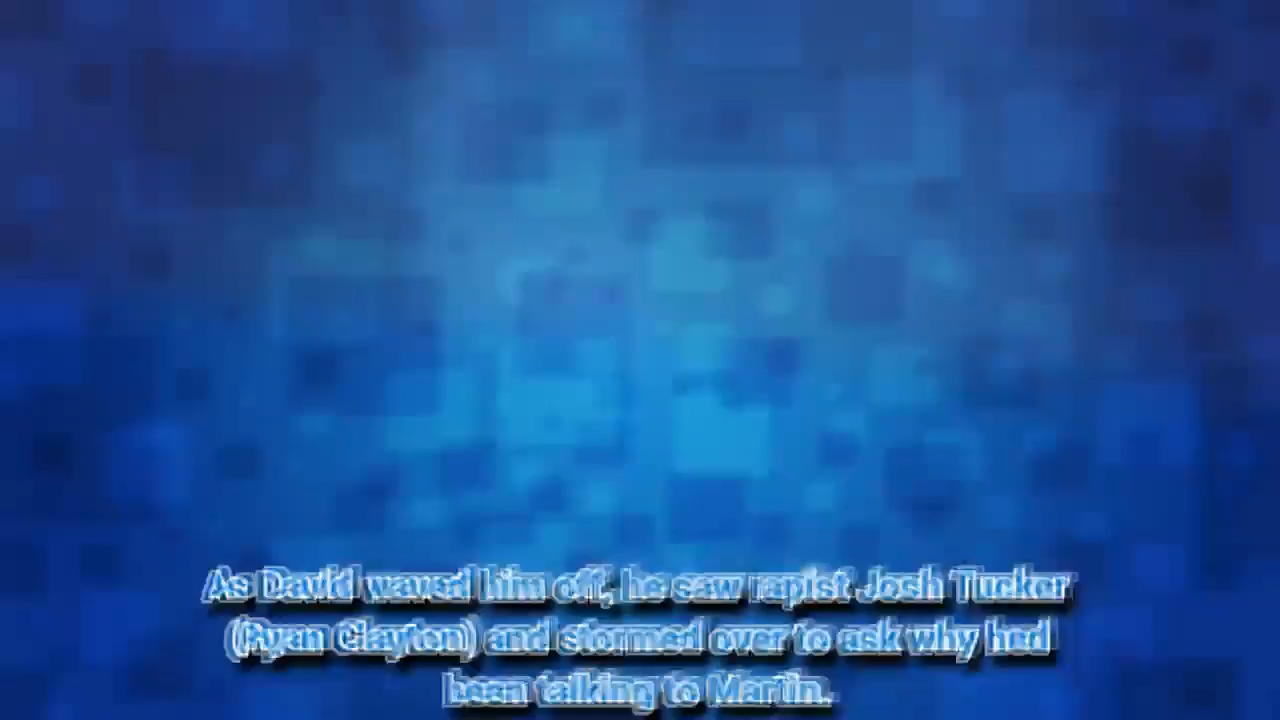 As David waved him off, he saw rapist Josh Tucker
(Ryan Clayton) and stormed over to ask why hed
been talking to Martin.